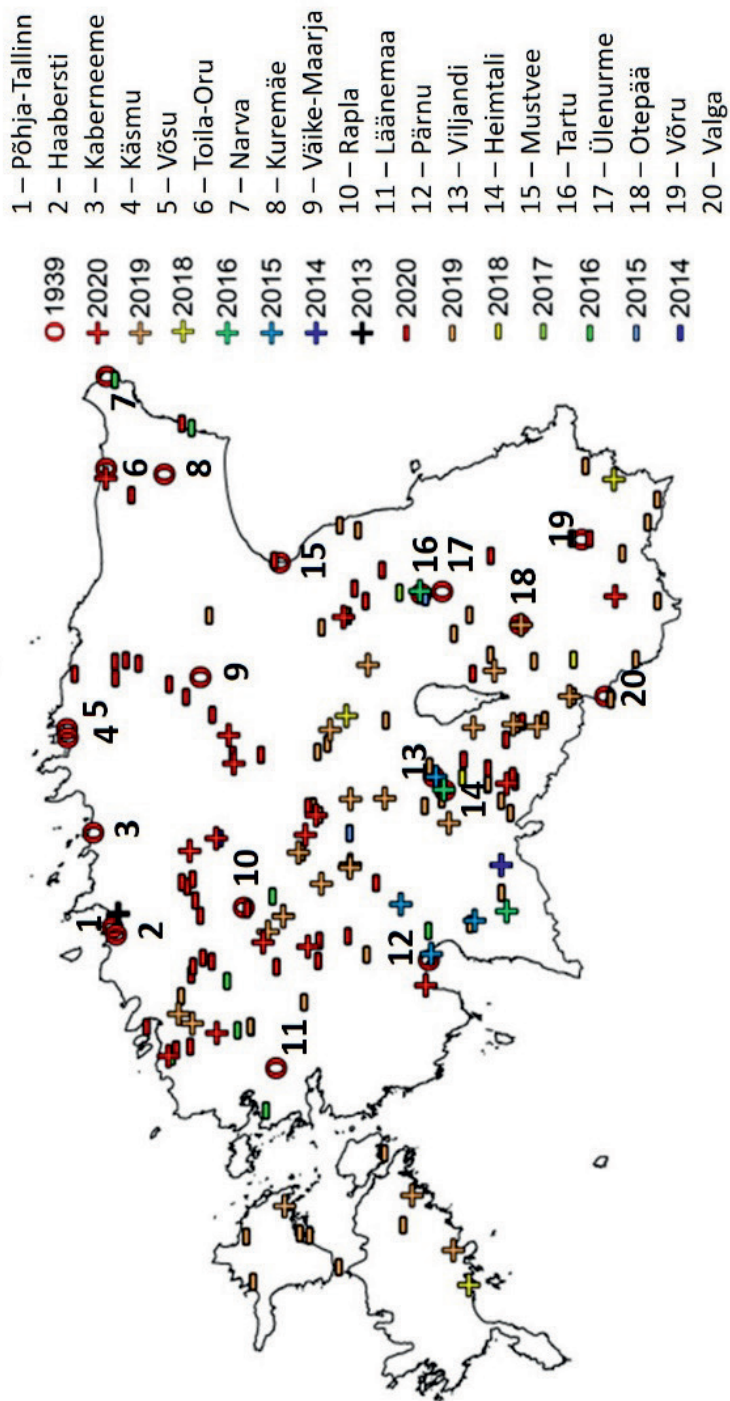 1 – Põhja-Tallinn
2 – Haabersti
3 – Kaberneeme
4 – Käsmu
5 – Võsu
6 – Toila-Oru
7 – Narva
8 – Kuremäe
9 – Väike-Maarja
10 – Rapla
11 – Läänemaa
12 – Pärnu
13 – Viljandi
14 – Heimtali
15 – Mustvee
16 – Tartu
17 – Ülenurme
18 – Otepää
19 – Võru
20 – Valga
1939
2020
2019
2018
2016
2015
2014
2013
2020
2019
2018
2017
2016
2015
2014
1
2
3
4
5
6
7
8
9
10
11
12
13
14
15
16
17
18
19
20